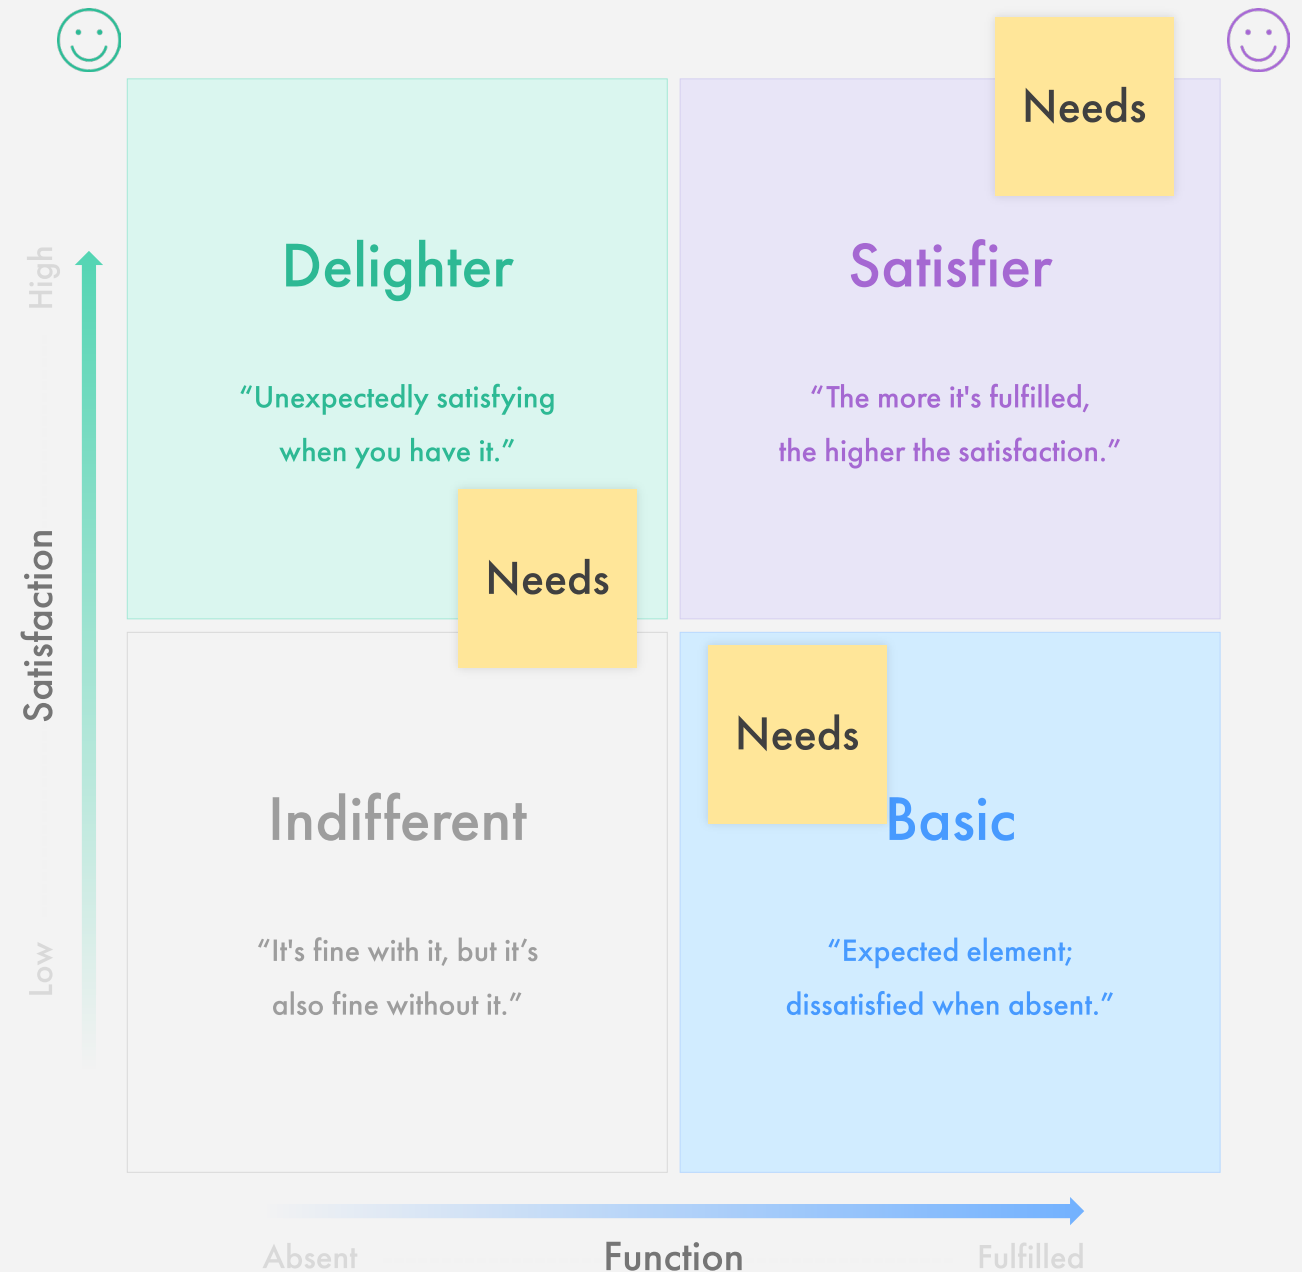 Needs
Delighter
“Unexpectedly satisfying
when you have it.”
Needs
Satisfier
“The more it's fulfilled,
the higher the satisfaction.”
High
Satisfaction
Low
Indifferent
“It's fine with it, but it’s
also fine without it.”
Needs
Basic
“Expected element;
dissatisfied when absent.”
Absent
Function
Fulfilled